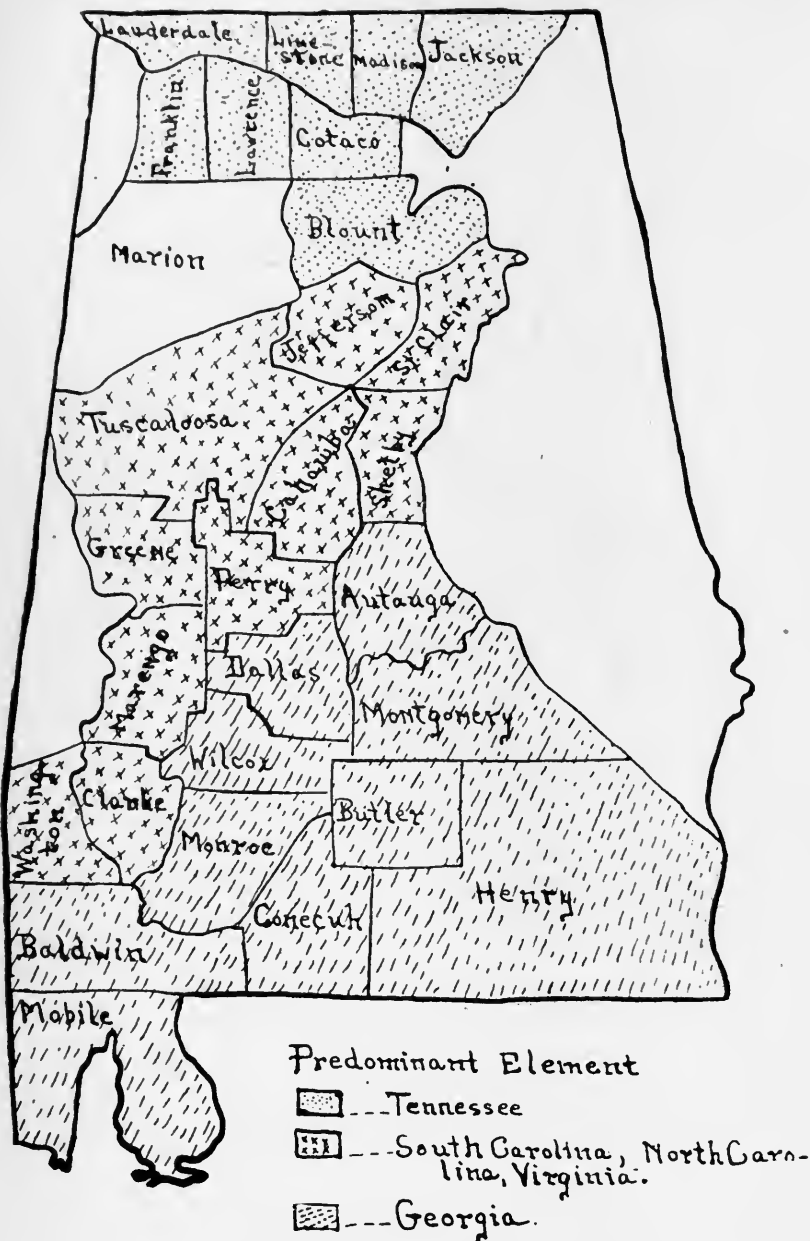 Lauderdale
Lime-
stone
Madison
Jackson
Franklin
Lawrence
Cotaco
Blount
Marion
Jefferson
St. Clair
Tuscaloosa
Cahawba
Shelby
Greene
Perry
Autauga
Marengo
Dallas
Montgomery
Wilcox
Washing
ton
Clarke
Butler
Monroe
Henry
Conecuh
Baldwin
Mobile
Predominant Element
---Tennessee
---South Carolina, North Caro-
lina, Virginia.
---Georgia.